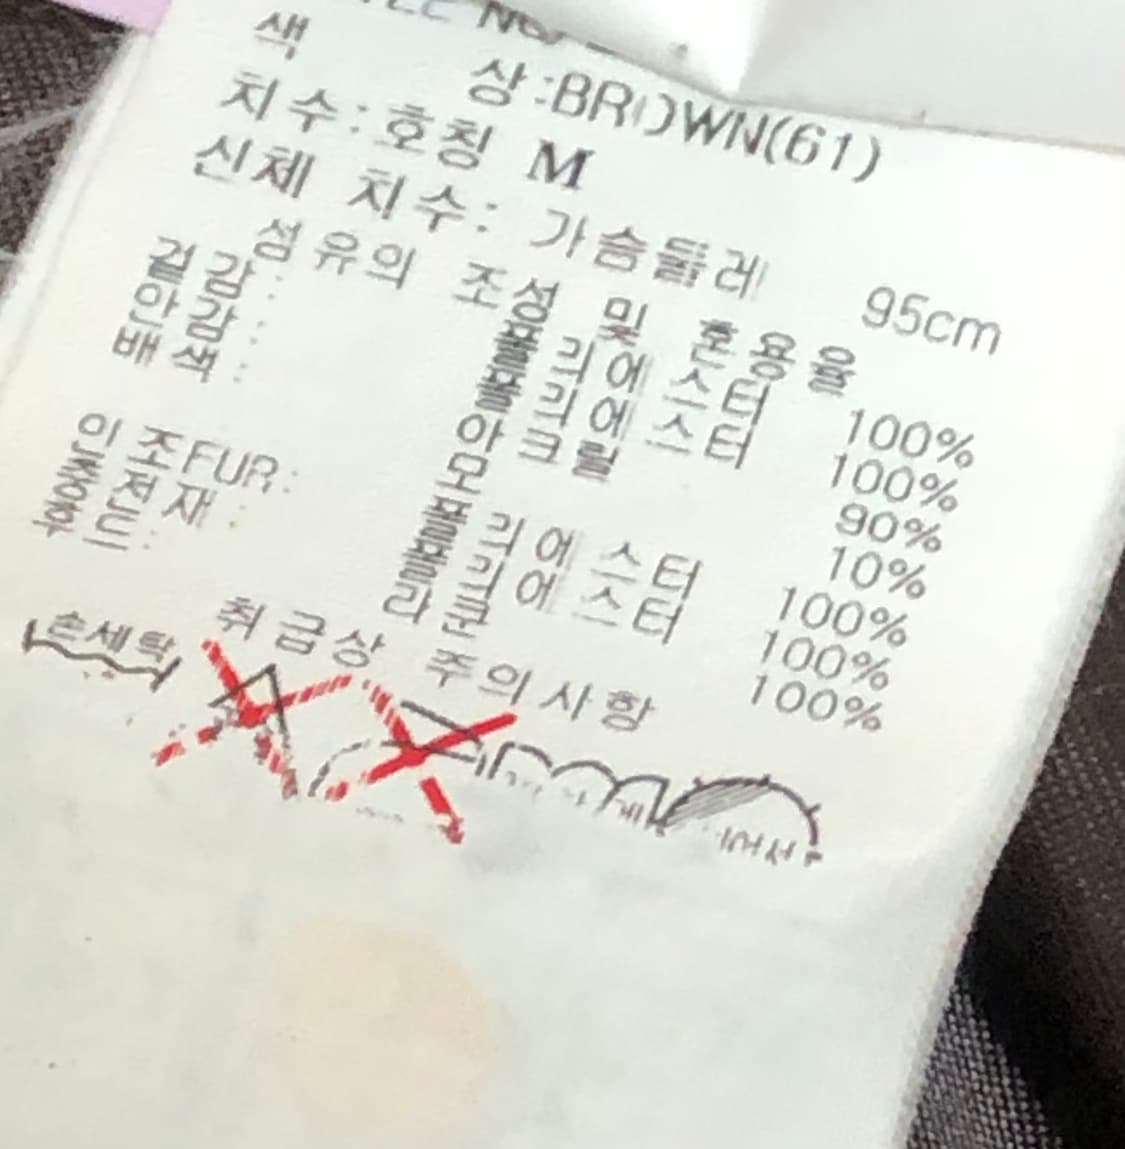 색 상:BROWN(61)
치수:호칭 M
신체 치수: 가슴둘레 95cm
섬유의 조성 및 혼용율
겉감: 폴리에스터 100%
안감: 폴리에스터 100%
배색: 아크릴 90%
모 10%
인조FUR: 폴리에스터 100%
충전재: 폴리에스터 100%
후드: 라쿤 100%
취급상 주의사항
손세탁